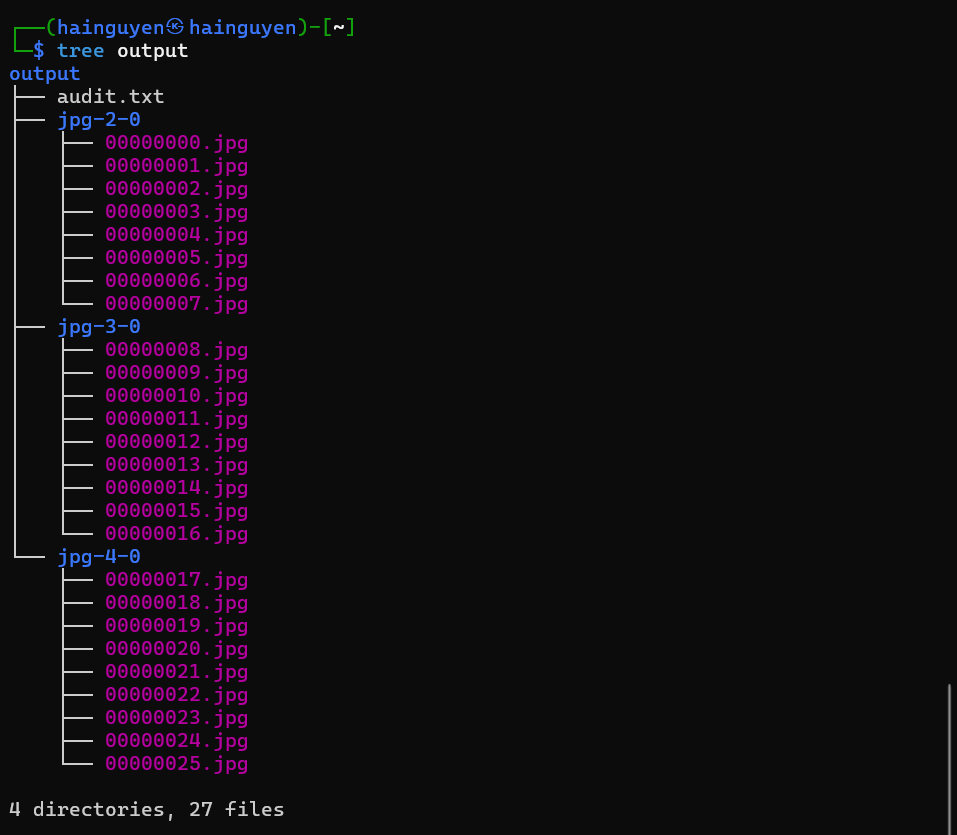 ┌──(hainguyen㉿hainguyen)-[~]
└─$ tree output
output
├── audit.txt
├── jpg-2-0
│   ├── 00000000.jpg
│   ├── 00000001.jpg
│   ├── 00000002.jpg
│   ├── 00000003.jpg
│   ├── 00000004.jpg
│   ├── 00000005.jpg
│   ├── 00000006.jpg
│   └── 00000007.jpg
├── jpg-3-0
│   ├── 00000008.jpg
│   ├── 00000009.jpg
│   ├── 00000010.jpg
│   ├── 00000011.jpg
│   ├── 00000012.jpg
│   ├── 00000013.jpg
│   ├── 00000014.jpg
│   ├── 00000015.jpg
│   └── 00000016.jpg
└── jpg-4-0
    ├── 00000017.jpg
    ├── 00000018.jpg
    ├── 00000019.jpg
    ├── 00000020.jpg
    ├── 00000021.jpg
    ├── 00000022.jpg
    ├── 00000023.jpg
    ├── 00000024.jpg
    └── 00000025.jpg
4 directories, 27 files